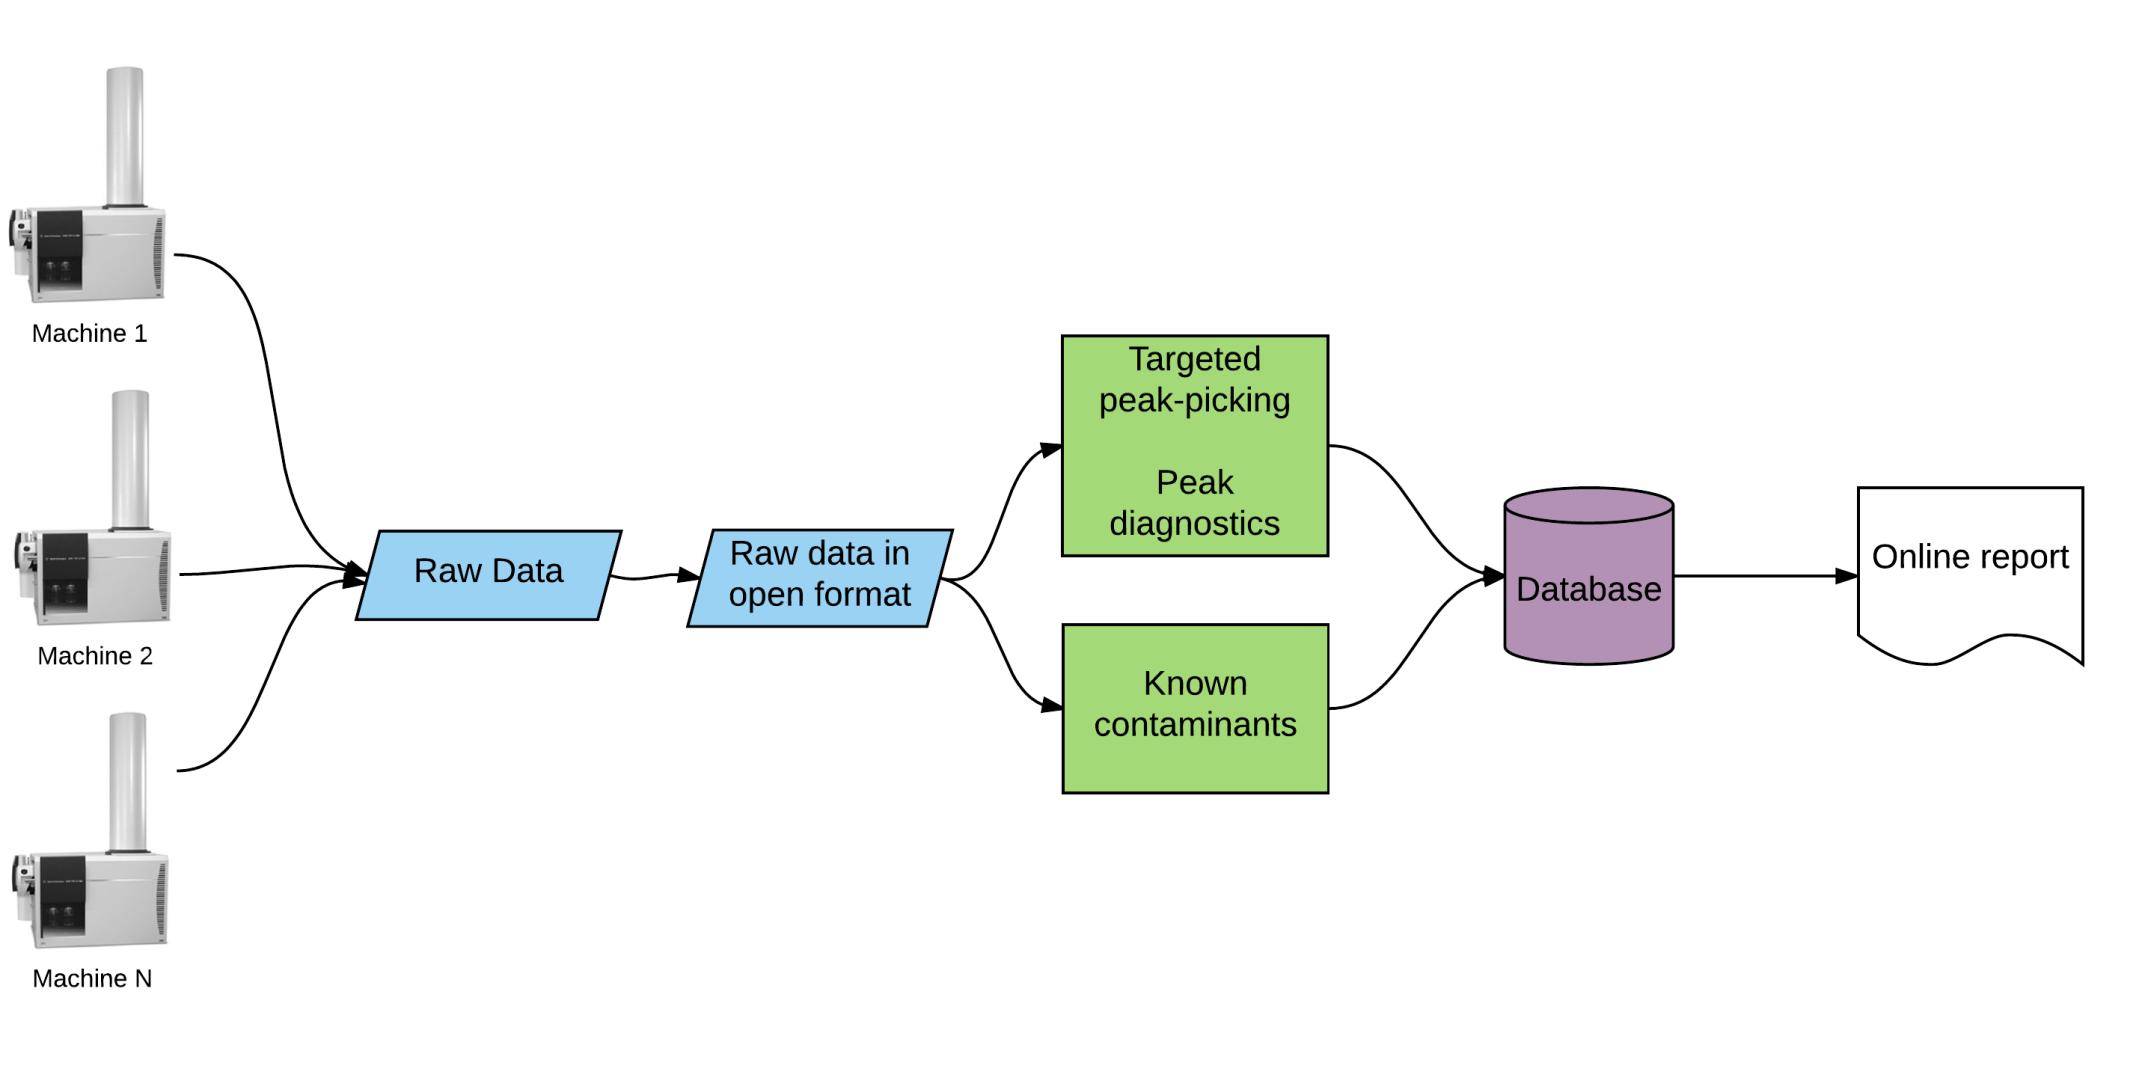 Machine 1
Machine 2
Machine N
Raw Data
Raw data in
open format
Targeted
peak-picking
Peak
diagnostics
Known
contaminants
Database
Online report